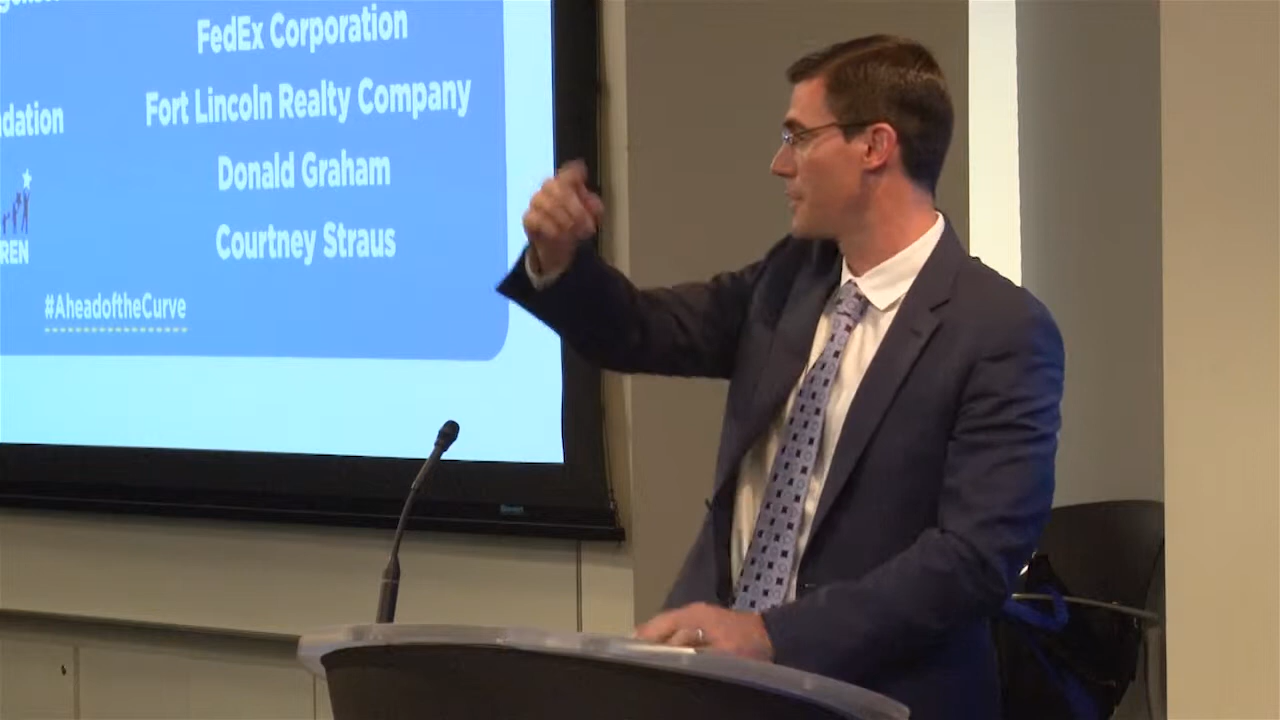 FedEx Corporation
Fort Lincoln Realty Company
Donald Graham
Courtney Straus
#AheadoftheCurve